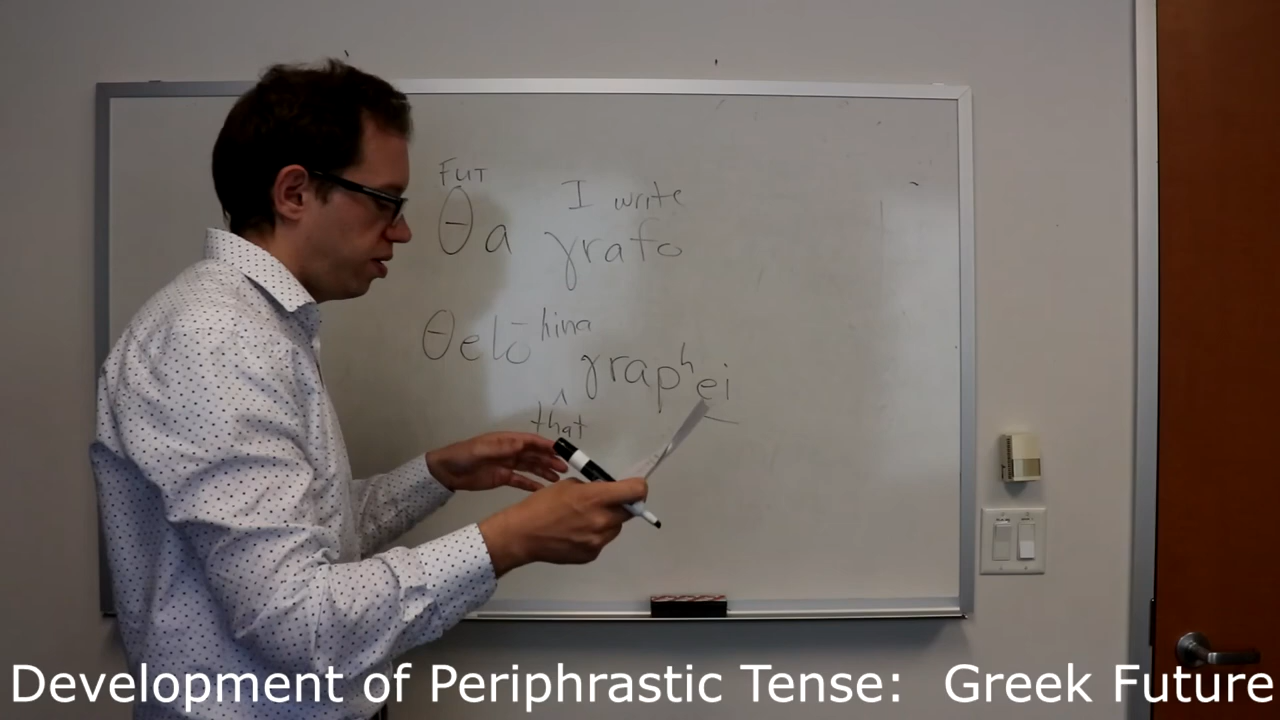 FUT
I write
θa γrafo
θelō hina
γrapʰei
^
that
Development of Periphrastic Tense: Greek Future